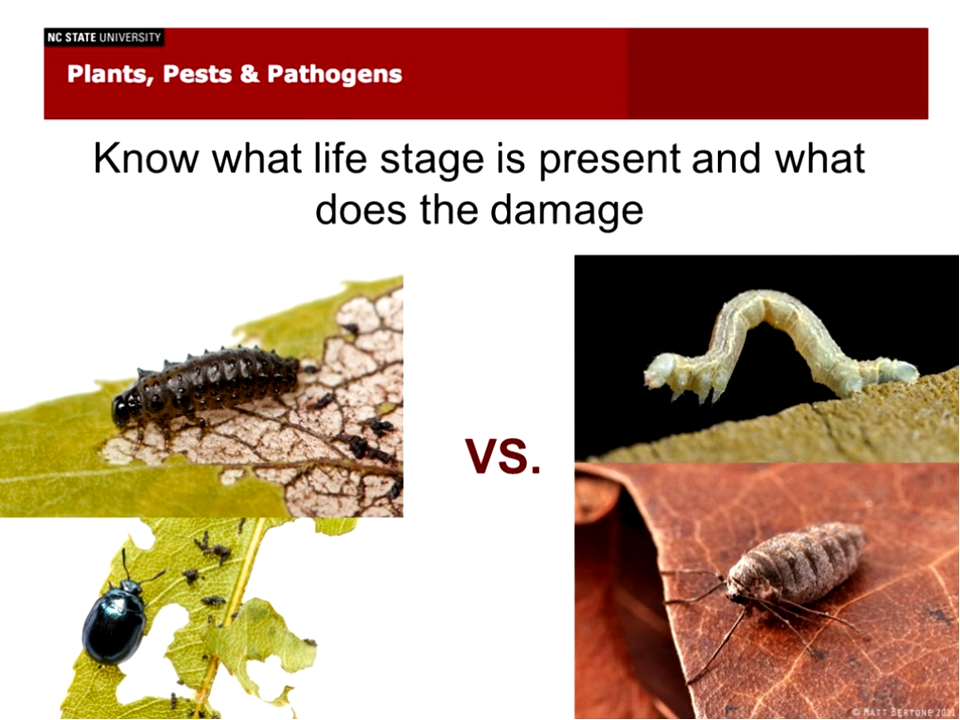 NC STATE UNIVERSITY
Plants, Pests & Pathogens
Know what life stage is present and what
does the damage
VS.
© MATT BERTONE 2011